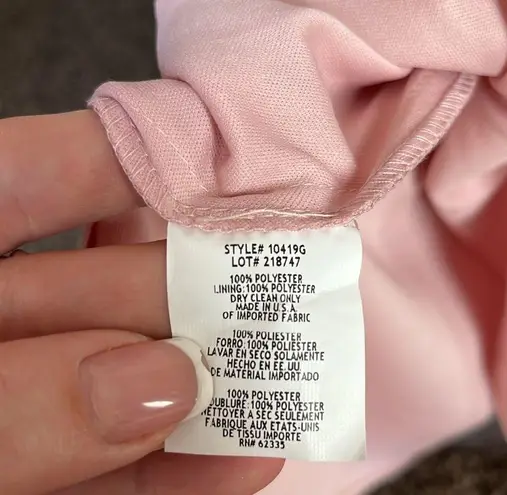 STYLE# 10419G
LOT# 218747
100% POLYESTER
LINING:100% POLYESTER
DRY CLEAN ONLY
MADE IN U.S.A.
OF IMPORTED FABRIC
100% POLIESTER
FORRO:100% POLIESTER
LAVAR EN SECO SOLAMENTE
HECHO EN EE.UU.
DE MATERIAL IMPORTADO
100% POLYESTER
OUBLURE:100% POLYESTER
NETTOYER A SEC SEULEMENT
FABRIQUE AUX ETATS-UNIS
DE TISSU IMPORTE
RN# 62335